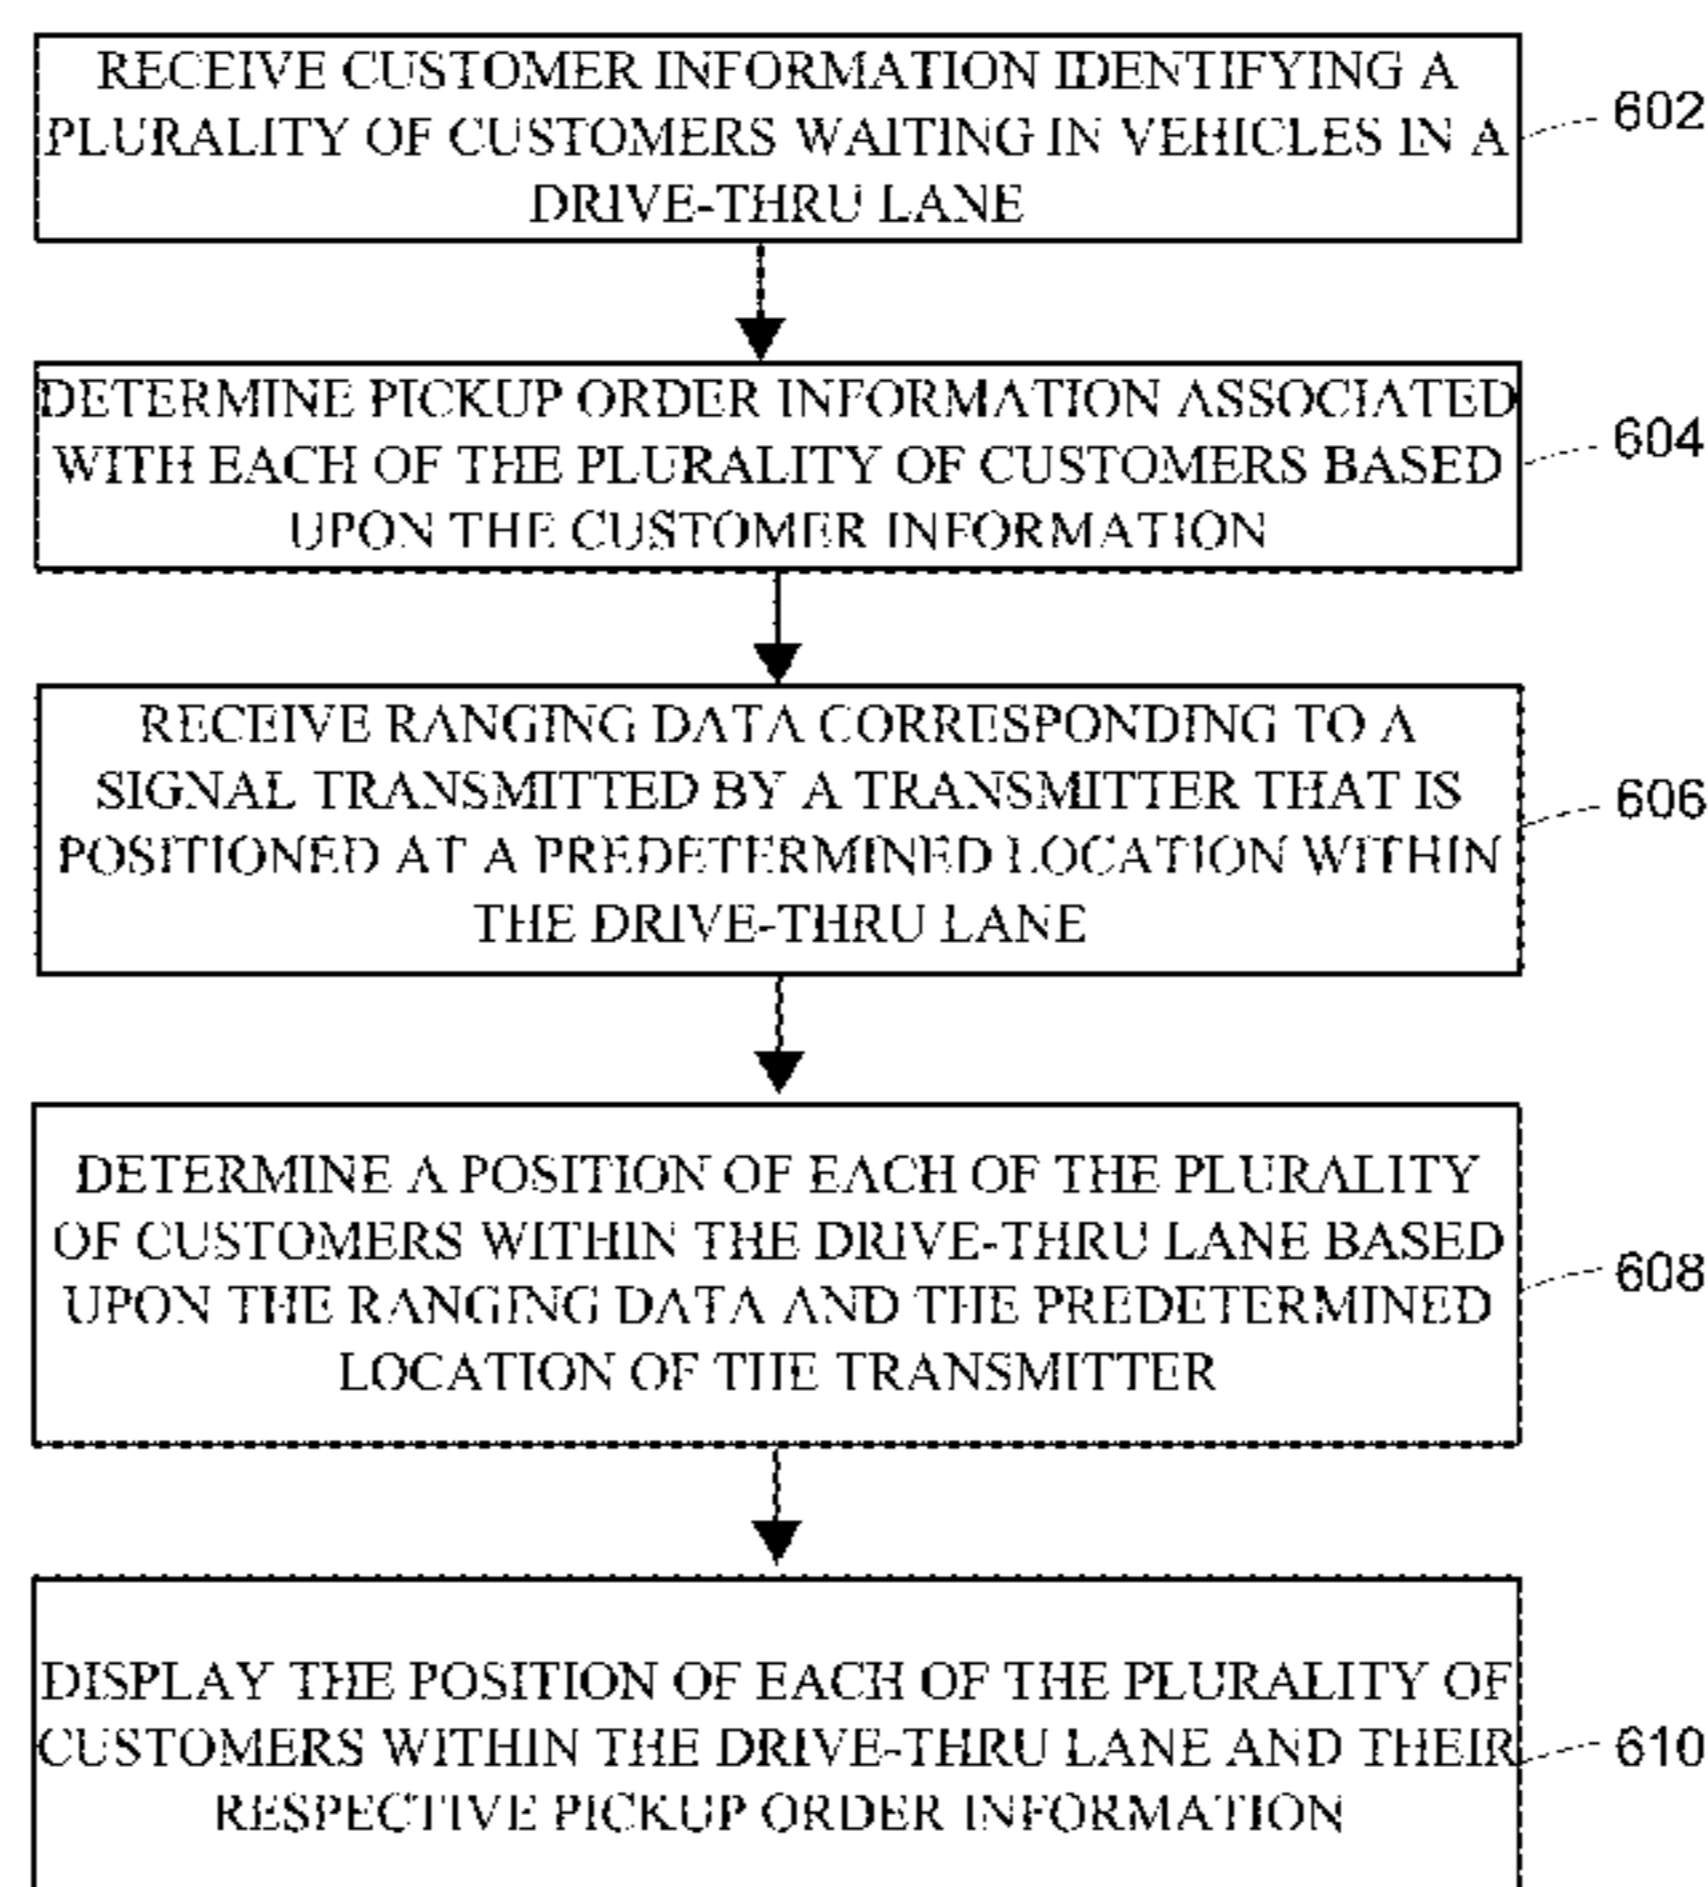 RECEIVE CUSTOMER INFORMATION IDENTIFYING A
PLURALITY OF CUSTOMERS WAITING IN VEHICLES IN A
DRIVE-THRU LANE
602
DETERMINE PICKUP ORDER INFORMATION ASSOCIATED
WITH EACH OF THE PLURALITY OF CUSTOMERS BASED
UPON THE CUSTOMER INFORMATION
604
RECEIVE RANGING DATA CORRESPONDING TO A
SIGNAL TRANSMITTED BY A TRANSMITTER THAT IS
POSITIONED AT A PREDETERMINED LOCATION WITHIN
THE DRIVE-THRU LANE
606
DETERMINE A POSITION OF EACH OF THE PLURALITY
OF CUSTOMERS WITHIN THE DRIVE-THRU LANE BASED
UPON THE RANGING DATA AND THE PREDETERMINED
LOCATION OF THE TRANSMITTER
608
DISPLAY THE POSITION OF EACH OF THE PLURALITY OF
CUSTOMERS WITHIN THE DRIVE-THRU LANE AND THEIR
RESPECTIVE PICKUP ORDER INFORMATION
610